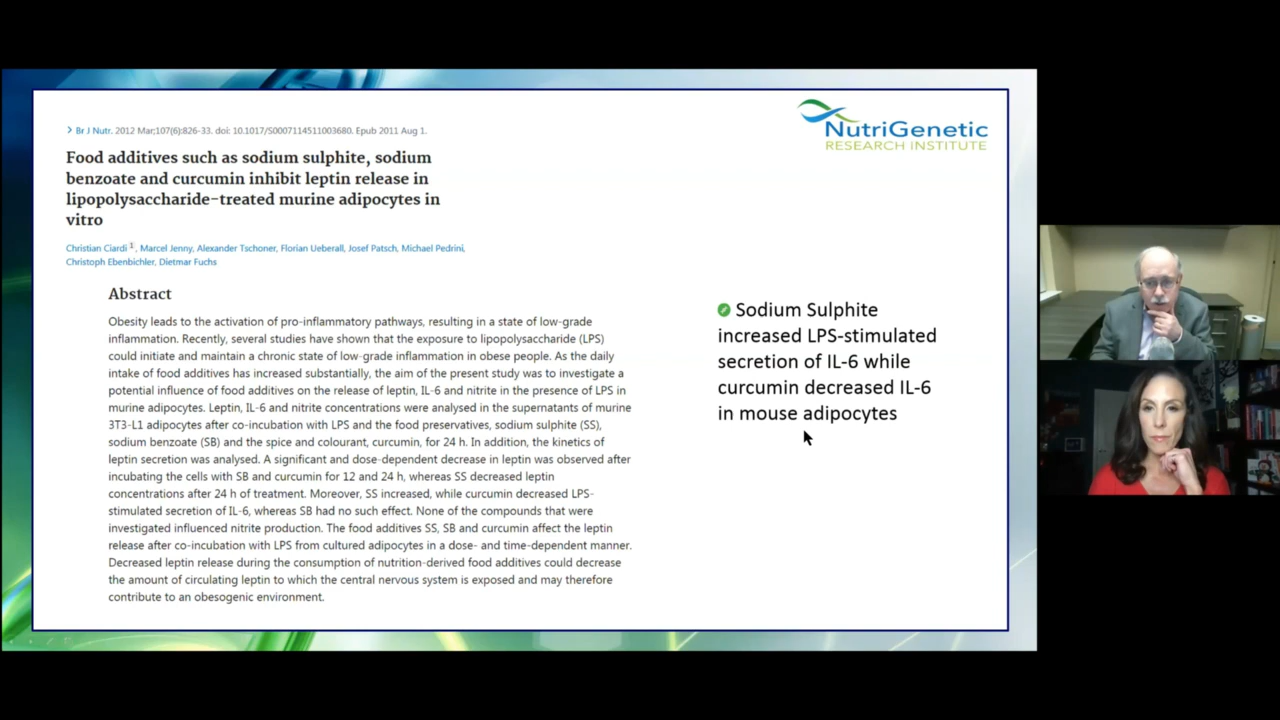 NutriGenetic
RESEARCH INSTITUTE
> Br J Nutr. 2012 Mar;107(6):826-33. doi: 10.1017/S0007114511003680. Epub 2011 Aug 1.
Food additives such as sodium sulphite, sodium
benzoate and curcumin inhibit leptin release in
lipopolysaccharide-treated murine adipocytes in
vitro
Christian Ciardi 1, Marcel Jenny, Alexander Tschoner, Florian Ueberall, Josef Patsch, Michael Pedrini,
Christoph Ebenbichler, Dietmar Fuchs
Abstract
Obesity leads to the activation of pro-inflammatory pathways, resulting in a state of low-grade
inflammation. Recently, several studies have shown that the exposure to lipopolysaccharide (LPS)
could initiate and maintain a chronic state of low-grade inflammation in obese people. As the daily
intake of food additives has increased substantially, the aim of the present study was to investigate a
potential influence of food additives on the release of leptin, IL-6 and nitrite in the presence of LPS in
murine adipocytes. Leptin, IL-6 and nitrite concentrations were analysed in the supernatants of murine
3T3-L1 adipocytes after co-incubation with LPS and the food preservatives, sodium sulphite (SS),
sodium benzoate (SB) and the spice and colourant, curcumin, for 24 h. In addition, the kinetics of
leptin secretion was analysed. A significant and dose-dependent decrease in leptin was observed after
incubating the cells with SB and curcumin for 12 and 24 h, whereas SS decreased leptin
concentrations after 24 h of treatment. Moreover, SS increased, while curcumin decreased LPS-
stimulated secretion of IL-6, whereas SB had no such effect. None of the compounds that were
investigated influenced nitrite production. The food additives SS, SB and curcumin affect the leptin
release after co-incubation with LPS from cultured adipocytes in a dose- and time-dependent manner.
Decreased leptin release during the consumption of nutrition-derived food additives could decrease
the amount of circulating leptin to which the central nervous system is exposed and may therefore
contribute to an obesogenic environment.
Sodium Sulphite
increased LPS-stimulated
secretion of IL-6 while
curcumin decreased IL-6
in mouse adipocytes